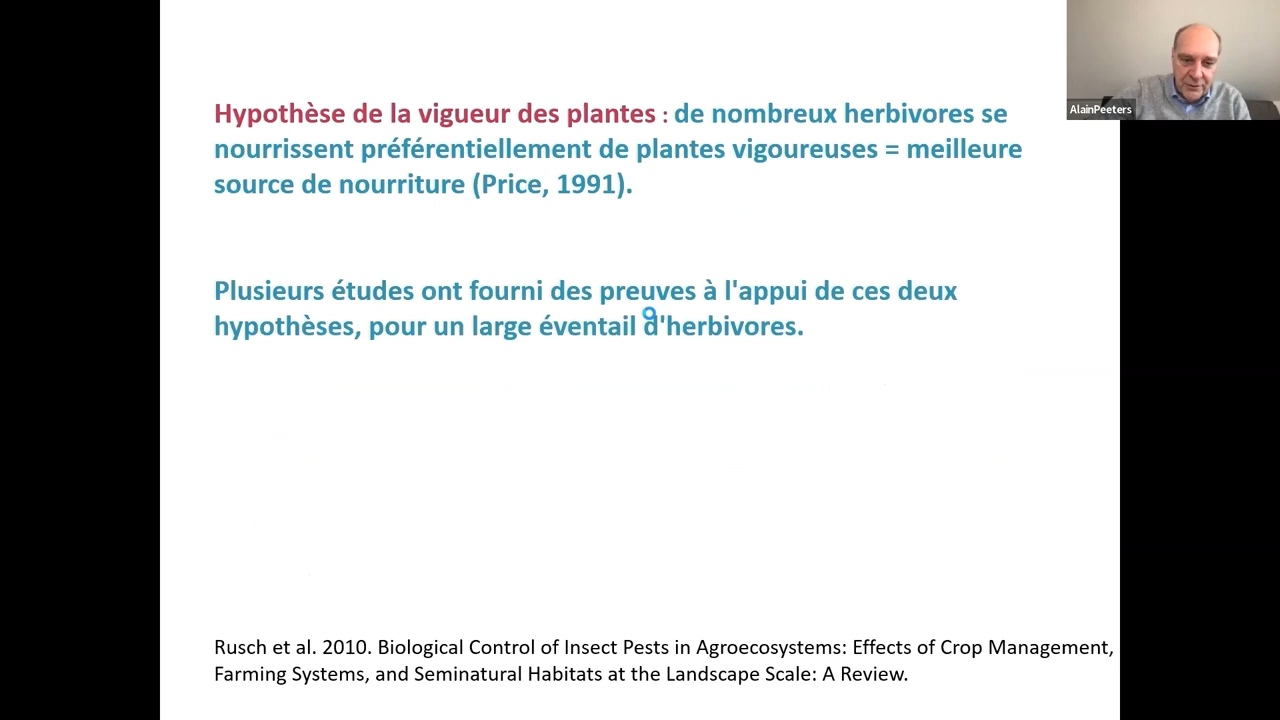 AlainPeeters
Hypothèse de la vigueur des plantes : de nombreux herbivores se
nourrissent préférentiellement de plantes vigoureuses = meilleure
source de nourriture (Price, 1991).
Plusieurs études ont fourni des preuves à l'appui de ces deux
hypothèses, pour un large éventail d'herbivores.
Rusch et al. 2010. Biological Control of Insect Pests in Agroecosystems: Effects of Crop Management,
Farming Systems, and Seminatural Habitats at the Landscape Scale: A Review.